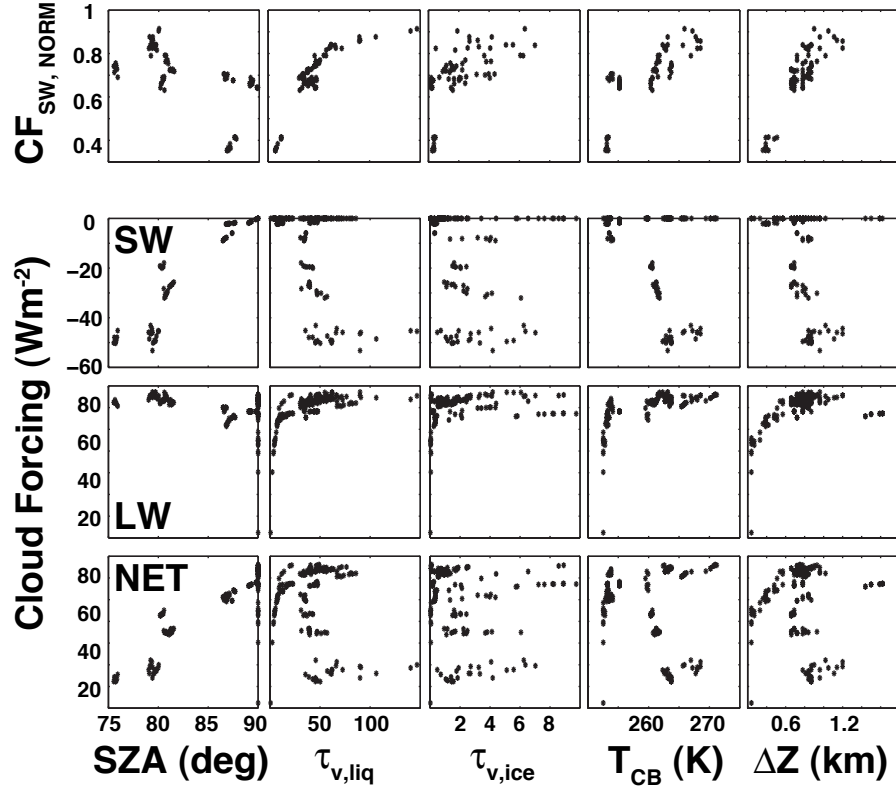 CF SW, NORM
1
0.8
0.6
0.4
Cloud Forcing (Wm-2)
SW
0
−20
−40
−60
LW
80
60
40
20
NET
80
60
40
20
75 80 85 90
50 100
2 4 6 8
260 270
0.6 1.2
SZA (deg)
τv,liq
τv,ice
TCB (K)
ΔZ (km)